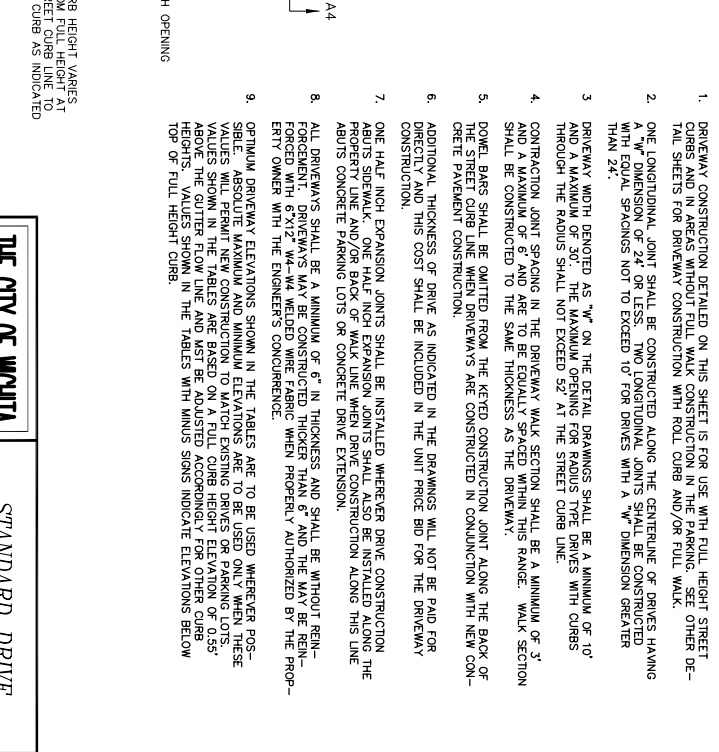 1. DRIVEWAY CONSTRUCTION DETAILED ON THIS SHEET IS FOR USE WITH FULL HEIGHT STREET
CURBS AND IN AREAS WITHOUT FULL WALK CONSTRUCTION IN THE PARKING. SEE OTHER DE-
TAIL SHEETS FOR DRIVEWAY CONSTRUCTION WITH ROLL CURB AND/OR FULL WALK.
2. ONE LONGITUDINAL JOINT SHALL BE CONSTRUCTED ALONG THE CENTERLINE OF DRIVES HAVING
A "W" DIMENSION OF 24' OR LESS. TWO LONGITUDINAL JOINTS SHALL BE CONSTRUCTED
WITH EQUAL SPACINGS NOT TO EXCEED 10' FOR DRIVES WITH A "W" DIMENSION GREATER
THAN 24'.
3 DRIVEWAY WIDTH DENOTED AS "W" ON THE DETAIL DRAWINGS SHALL BE A MINIMUM OF 10'
AND A MAXIMUM OF 30'. THE MAXIMUM OPENING FOR RADIUS TYPE DRIVES WITH CURBS
THROUGH THE RADIUS SHALL NOT EXCEED 52' AT THE STREET CURB LINE.
4. CONTRACTION JOINT SPACING IN THE DRIVEWAY WALK SECTION SHALL BE A MINIMUM OF 3'
AND A MAXIMUM OF 6' AND ARE TO BE EQUALLY SPACED WITHIN THIS RANGE. WALK SECTION
SHALL BE CONSTRUCTED TO THE SAME THICKNESS AS THE DRIVEWAY.
5. DOWEL BARS SHALL BE OMITTED FROM THE KEYED CONSTRUCTION JOINT ALONG THE BACK OF
THE STREET CURB LINE WHEN DRIVEWAYS ARE CONSTRUCTED IN CONJUNCTION WITH NEW CON-
CRETE PAVEMENT CONSTRUCTION.
6. ADDITIONAL THICKNESS OF DRIVE AS INDICATED IN THE DRAWINGS WILL NOT BE PAID FOR
DIRECTLY AND THIS COST SHALL BE INCLUDED IN THE UNIT PRICE BID FOR THE DRIVEWAY
CONSTRUCTION.
7. ONE HALF INCH EXPANSION JOINTS SHALL BE INSTALLED WHEREVER DRIVE CONSTRUCTION
ABUTS SIDEWALK. ONE HALF INCH EXPANSION JOINTS SHALL ALSO BE INSTALLED ALONG THE
PROPERTY LINE AND/OR BACK OF WALK LINE WHEN DRIVE CONSTRUCTION ALONG THIS LINE
ABUTS CONCRETE PARKING LOTS OR CONCRETE DRIVE EXTENSION.
8. ALL DRIVEWAYS SHALL BE A MINIMUM OF 6" IN THICKNESS AND SHALL BE WITHOUT REIN-
FORCEMENT. DRIVEWAYS MAY BE CONSTRUCTED THICKER THAN 6" AND THE MAY BE REIN-
FORCED WITH 6"X12" W4-W4 WELDED WIRE FABRIC WHEN PROPERLY AUTHORIZED BY THE PROP-
ERTY OWNER WITH THE ENGINEER'S CONCURRENCE.
9. OPTIMUM DRIVEWAY ELEVATIONS SHOWN IN THE TABLES ARE TO BE USED WHEREVER POS-
SIBLE. ABSOLUTE MAXIMUM AND MINIMUM ELEVATIONS ARE TO BE USED ONLY WHEN THESE
VALUES WILL PERMIT NEW CONSTRUCTION TO MATCH EXISTING DRIVES OR PARKING LOTS.
VALUES SHOWN IN THE TABLES ARE BASED ON A FULL CURB HEIGHT ELEVATION OF 0.55'
ABOVE THE GUTTER FLOW LINE AND MST BE ADJUSTED ACCORDINGLY FOR OTHER CURB
HEIGHTS. VALUES SHOWN IN THE TABLES WITH MINUS SIGNS INDICATE ELEVATIONS BELOW
TOP OF FULL HEIGHT CURB.
A4
H OPENING
RB HEIGHT VARIES
OM FULL HEIGHT AT
REET CURB LINE TO
CURB AS INDICATED
THE CITY OF WICHITA
STANDARD DRIVE